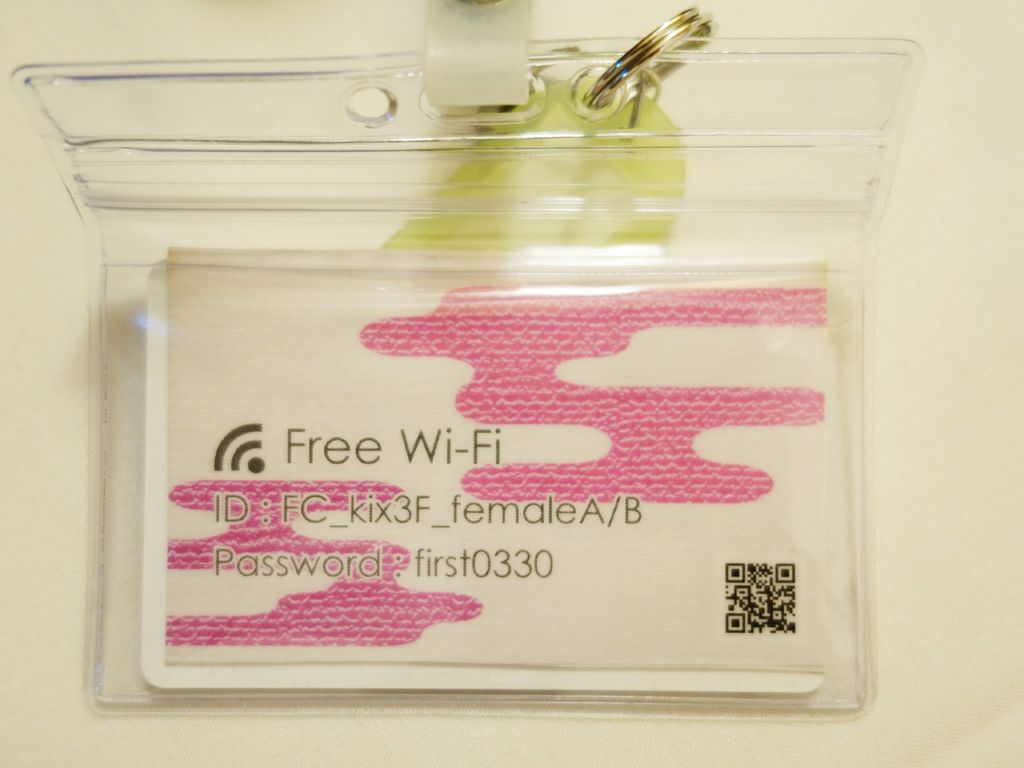 Free Wi-Fi
ID : FC_kix3F_femaleA/B
Password : first0330